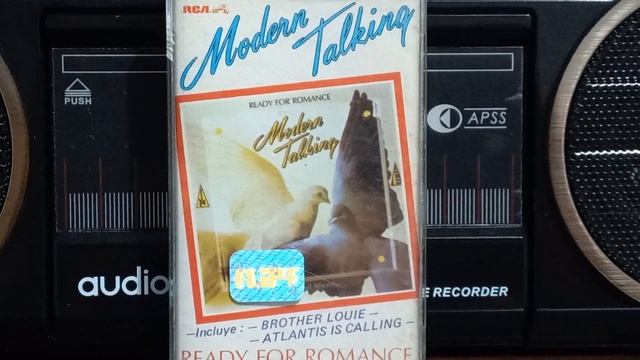 RCA
Modern Talking
PUSH
APSS
READY FOR ROMANCE
Modern
Talking
audio
E RECORDER
-Incluye: - BROTHER LOUIE -
- ATLANTIS IS CALLING -
READY FOR ROMANCE